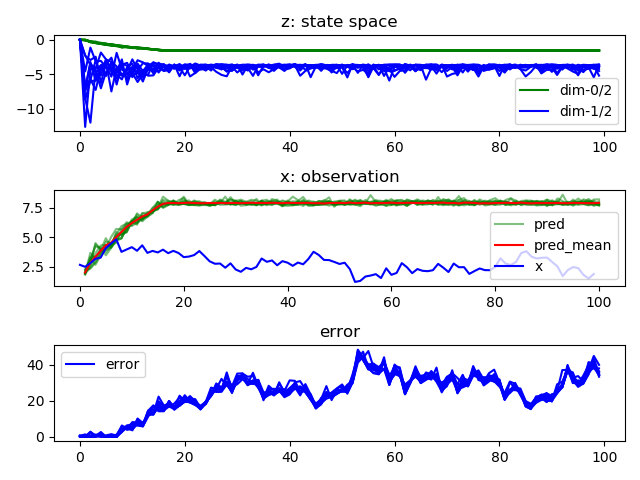 z: state space
0
−5
−10
dim-0/2
dim-1/2
0 20 40 60 80 100
x: observation
7.5
5.0
2.5
pred
pred_mean
x
0 20 40 60 80 100
error
40
20
0
error
0 20 40 60 80 100